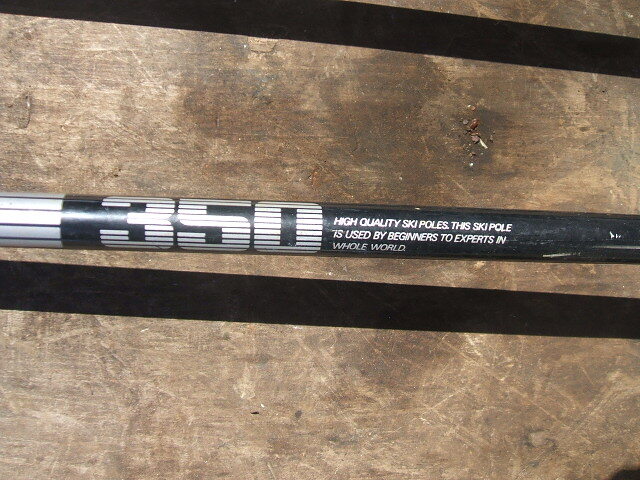 350
HIGH QUALITY SKI POLES. THIS SKI POLE
IS USED BY BEGINNERS TO EXPERTS IN
WHOLE WORLD.